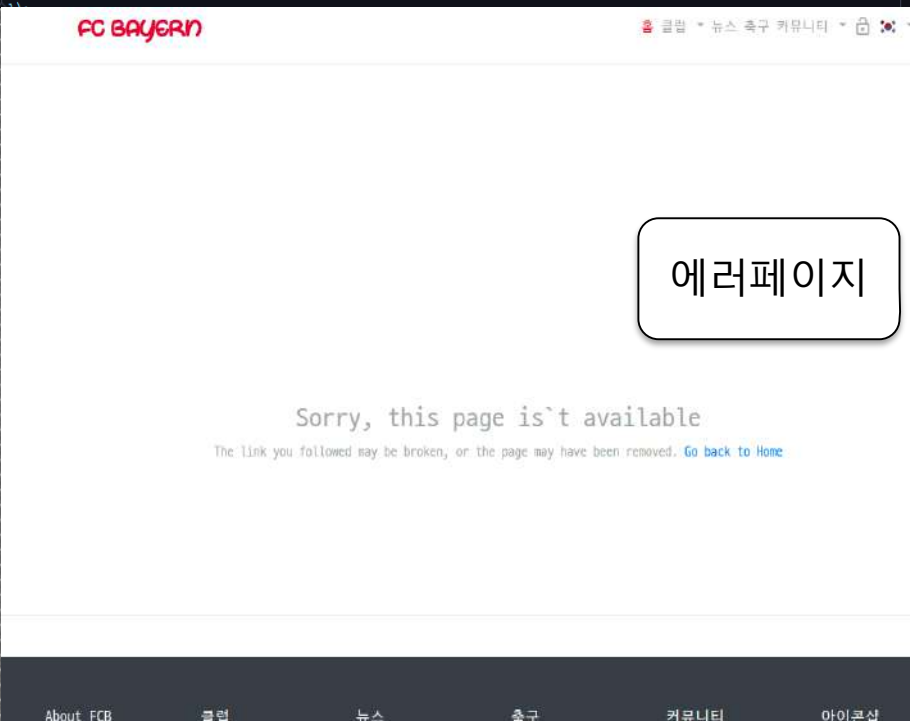 FC BAYERN
홈 클럽 뉴스 축구 커뮤니티
에러페이지
Sorry, this page is`t available
The link you followed may be broken, or the page may have been removed. Go back to Home
About FCB 클럽 뉴스 축구 커뮤니티 아이콘샵